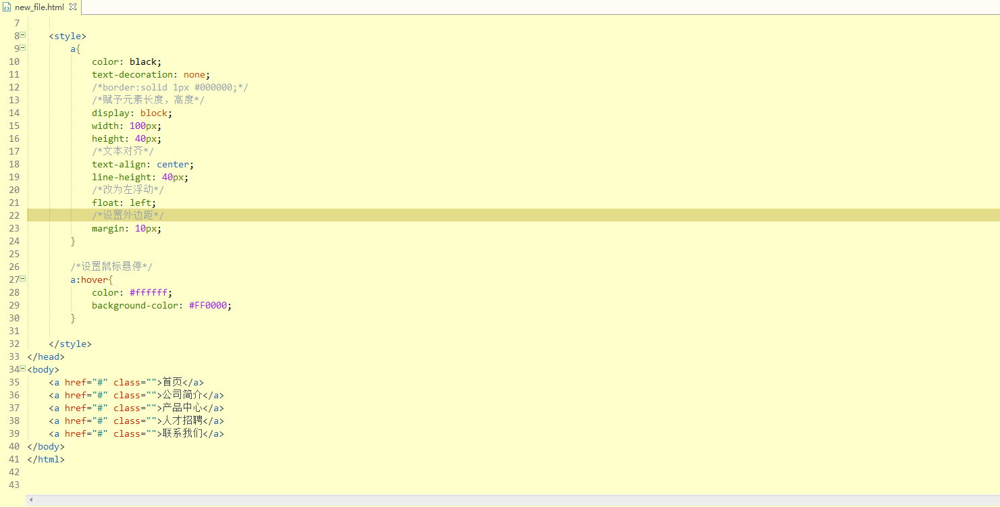 new_file.html
7
8 <style>
9 a{
10 color: black;
11 text-decoration: none;
12 /*border:solid 1px #000000;*/
13 /*赋予元素长度，高度*/
14 display: block;
15 width: 100px;
16 height: 40px;
17 /*文本对齐*/
18 text-align: center;
19 line-height: 40px;
20 /*改为左浮动*/
21 float: left;
22 /*设置外边距*/
23 margin: 10px;
24 }
25
26 /*设置鼠标悬停*/
27 a:hover{
28 color: #ffffff;
29 background-color: #FF0000;
30 }
31
32 </style>
33 </head>
34 <body>
35 <a href="#" class="">首页</a>
36 <a href="#" class="">公司简介</a>
37 <a href="#" class="">产品中心</a>
38 <a href="#" class="">人才招聘</a>
39 <a href="#" class="">联系我们</a>
40 </body>
41 </html>
42
43